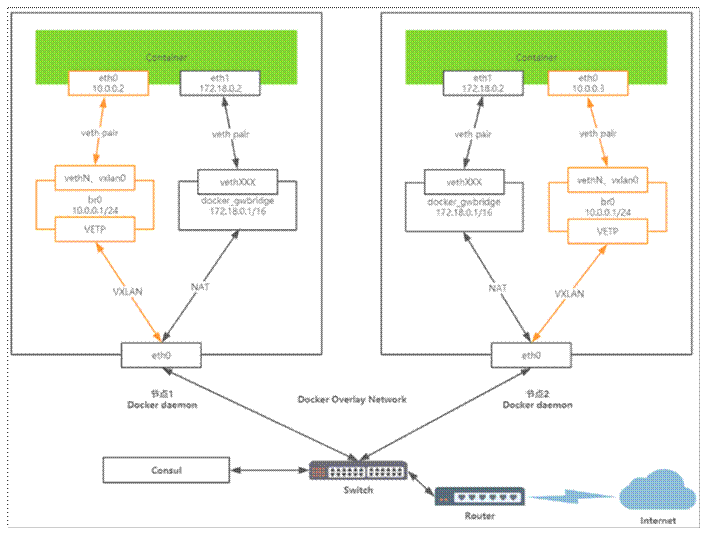 Container
eth0
10.0.0.2
eth1
172.18.0.2
veth pair
veth pair
vethN、vxlan0
br0
10.0.0.1/24
VETP
vethXXX
docker_gwbridge
172.18.0.1/16
VXLAN
NAT
eth0
节点1
Docker daemon
Container
eth1
172.18.0.2
eth0
10.0.0.3
veth pair
veth pair
vethXXX
docker_gwbridge
172.18.0.1/16
vethN、vxlan0
br0
10.0.0.1/24
VETP
NAT
VXLAN
eth0
节点2
Docker daemon
Docker Overlay Network
Consul
Switch
Router
Internet